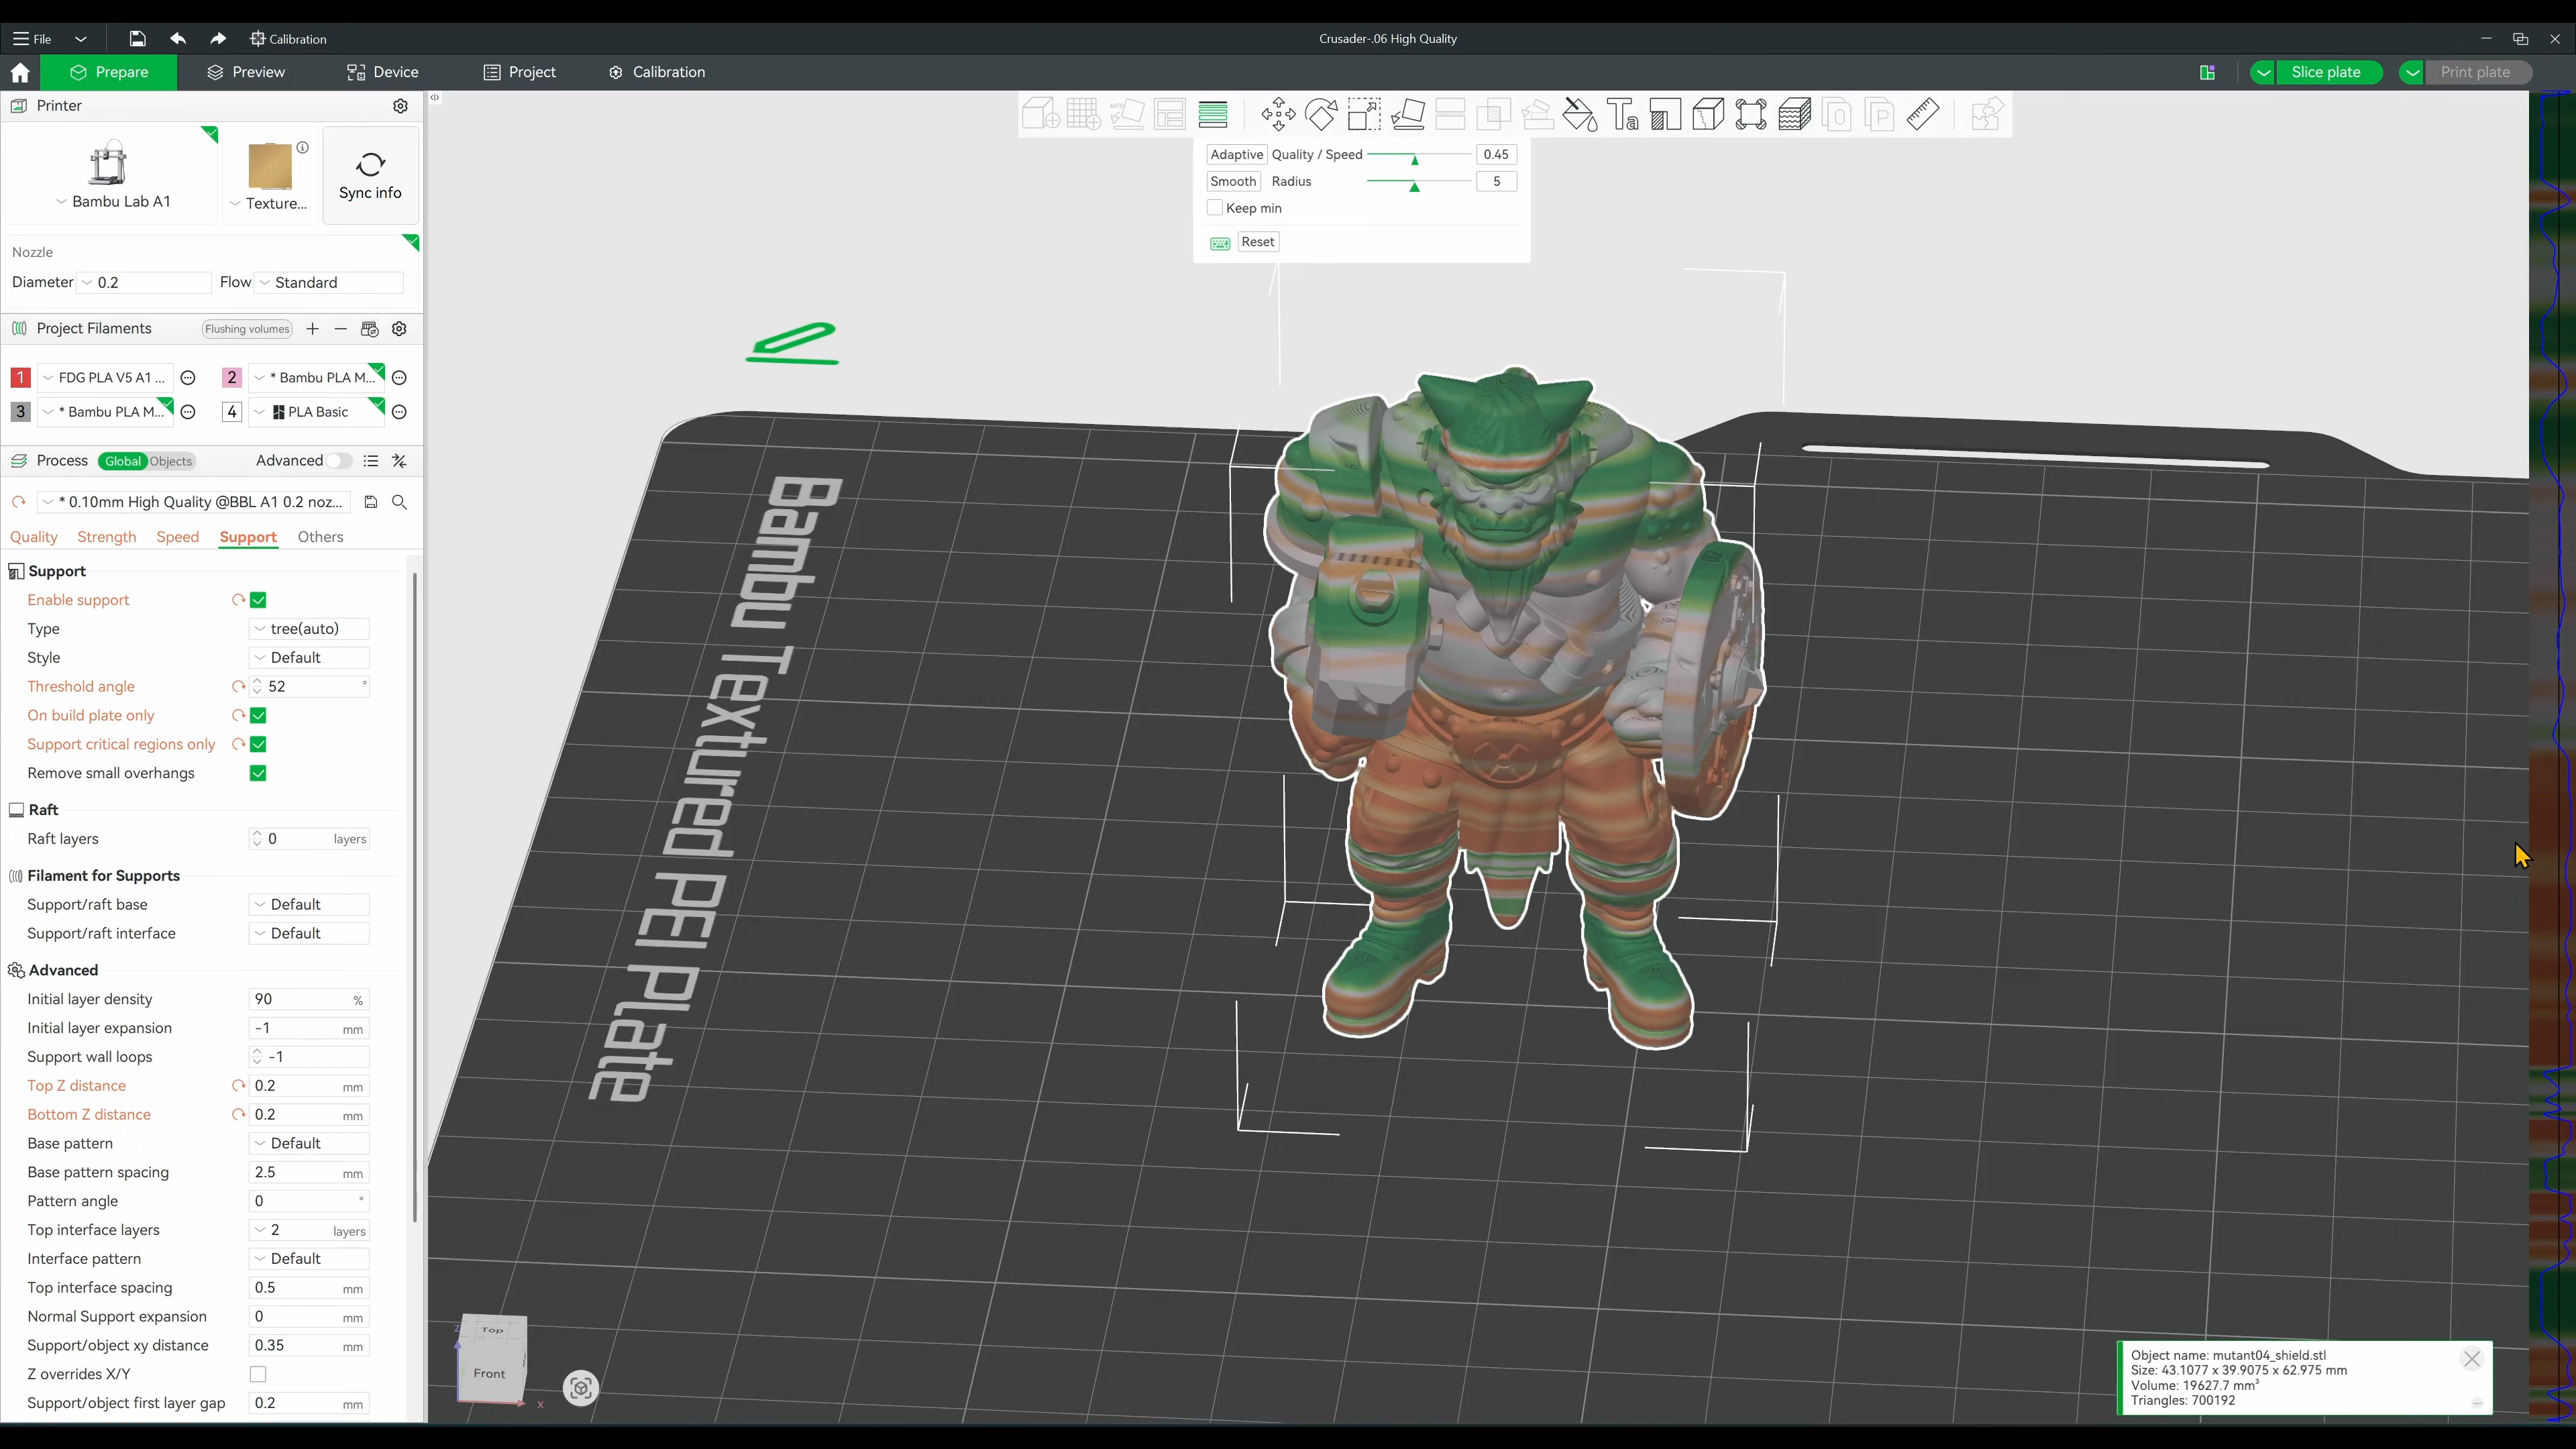 File
Calibration
Crusader-.06 High Quality
Prepare
Preview
Device
Project
Calibration
Slice plate
Print plate
Printer
Bambu Lab A1
Texture...
Sync info
Nozzle
Diameter 0.2 Flow Standard
Project Filaments
Flushing volumes
1 FDG PLA V5 A1 ...
2 * Bambu PLA M...
3 * Bambu PLA M...
4 PLA Basic
Process Global Objects Advanced
* 0.10mm High Quality @BBL A1 0.2 noz...
Quality Strength Speed Support Others
Support
Enable support
Type tree(auto)
Style Default
Threshold angle 52 °
On build plate only
Support critical regions only
Remove small overhangs
Raft
Raft layers 0 layers
Filament for Supports
Support/raft base Default
Support/raft interface Default
Advanced
Initial layer density 90 %
Initial layer expansion -1 mm
Support wall loops -1
Top Z distance 0.2 mm
Bottom Z distance 0.2 mm
Base pattern Default
Base pattern spacing 2.5 mm
Pattern angle 0 °
Top interface layers 2 layers
Interface pattern Default
Top interface spacing 0.5 mm
Normal Support expansion 0 mm
Support/object xy distance 0.35 mm
Z overrides X/Y
Support/object first layer gap 0.2 mm
AUTO
Ta
Adaptive Quality / Speed 0.45
Smooth Radius 5
Keep min
Reset
Bambu Textured PEI Plate
Top
Front
z
x
Object name: mutant04_shield.stl
Size: 43.1077 x 39.9075 x 62.975 mm
Volume: 19627.7 mm³
Triangles: 700192